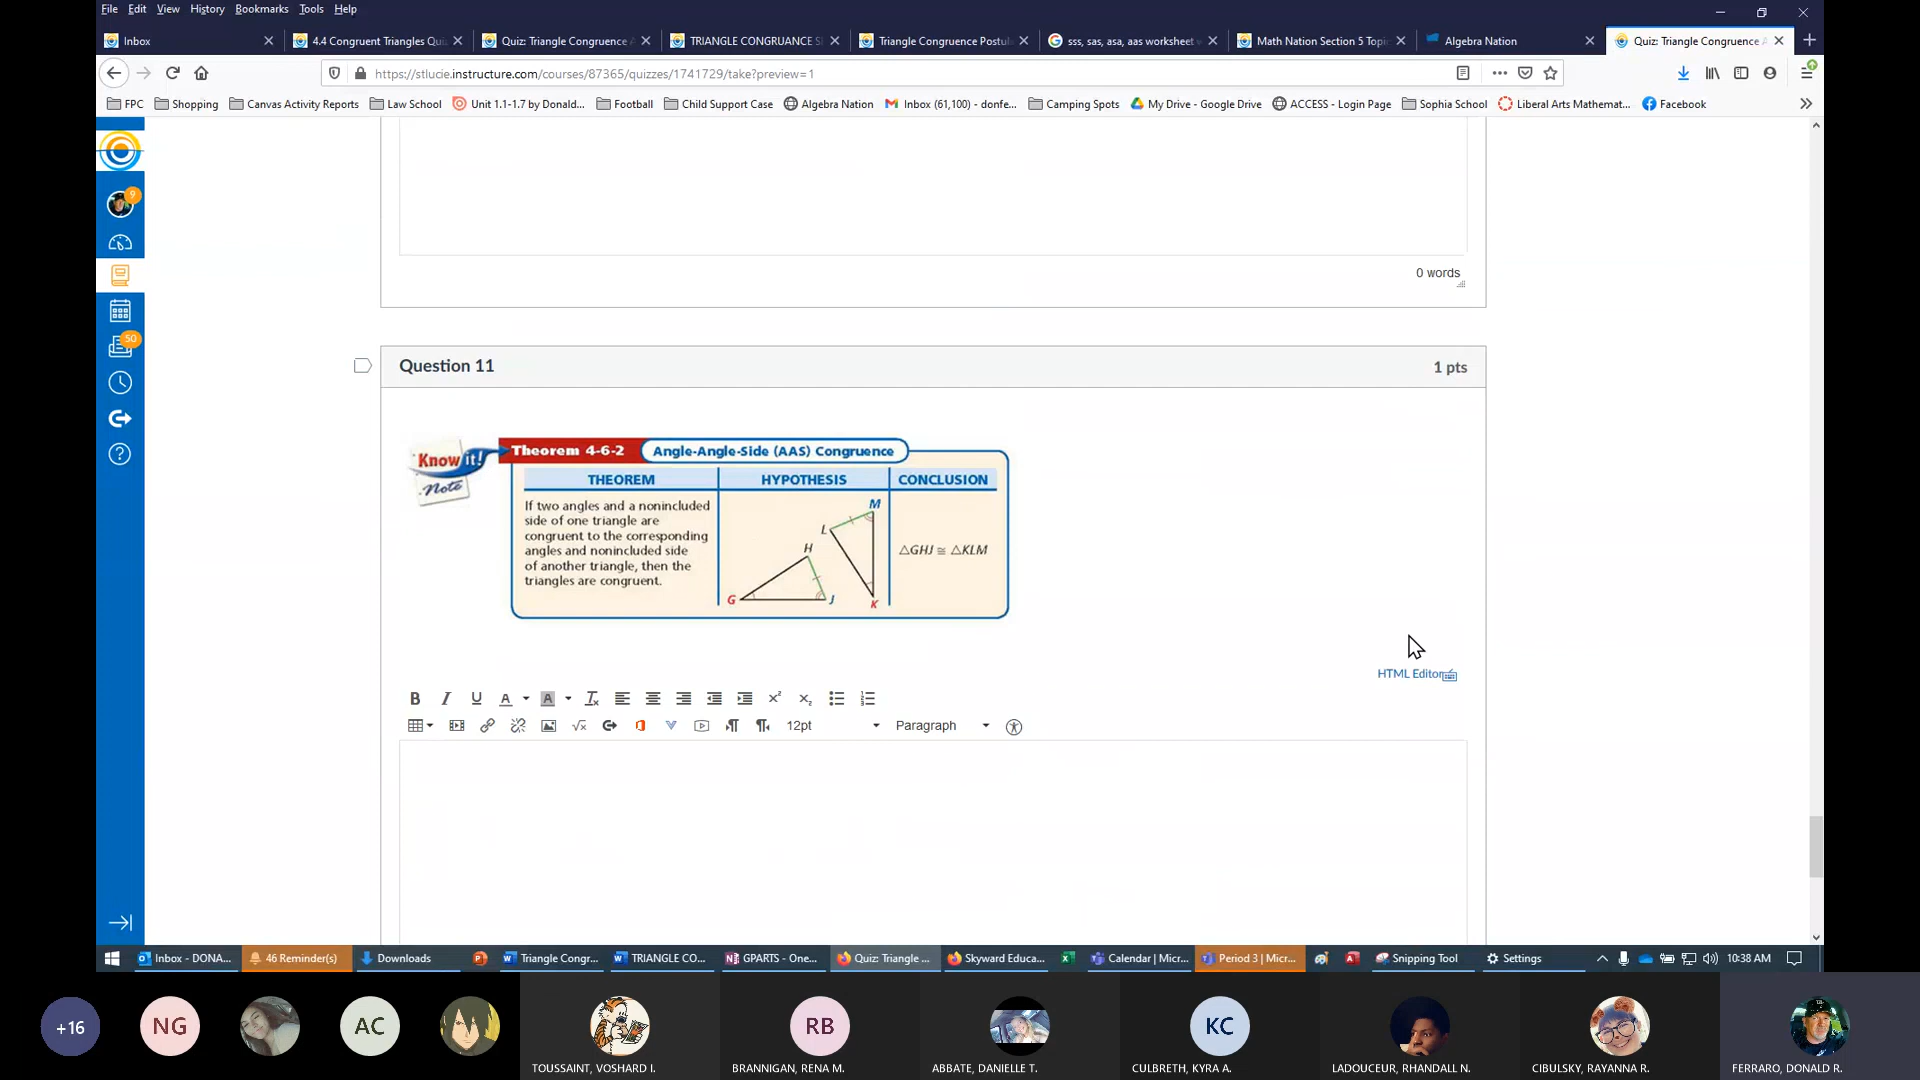 File Edit View History Bookmarks Tools Help
Inbox
4.4 Congruent Triangles Qui
Quiz: Triangle Congruence
TRIANGLE CONGRUANCE S
Triangle Congruence Postul
sss, sas, asa, aas worksheet
Math Nation Section 5 Topi
Algebra Nation
Quiz: Triangle Congruence A
https://stlucie.instructure.com/courses/87365/quizzes/1741729/take?preview=1
FPC
Shopping
Canvas Activity Reports
Law School
Unit 1.1-1.7 by Donald...
Football
Child Support Case
Algebra Nation
Inbox (61,100) - donfe...
Camping Spots
My Drive - Google Drive
ACCESS - Login Page
Sophia School
Liberal Arts Mathemat...
Facebook
9
50
0 words
Question 11
1 pts
Know it!
Note
Theorem 4-6-2
Angle-Angle-Side (AAS) Congruence
THEOREM
HYPOTHESIS
CONCLUSION
If two angles and a nonincluded
side of one triangle are
congruent to the corresponding
angles and nonincluded side
of another triangle, then the
triangles are congruent.
M
L
H
G
J
K
△GHJ ≅ △KLM
HTML Editor
12pt
Paragraph
Inbox - DONA...
46 Reminder(s)
Downloads
Triangle Congr...
TRIANGLE CO...
GPARTS - One...
Quiz: Triangle ...
Skyward Educa...
Calendar | Micr...
Period 3 | Micr...
Snipping Tool
Settings
10:38 AM
+16
NG
AC
RB
KC
TOUSSAINT, VOSHARD I.
BRANNIGAN, RENA M.
ABBATE, DANIELLE T.
CULBRETH, KYRA A.
LADOUCEUR, RHANDALL N.
CIBULSKY, RAYANNA R.
FERRARO, DONALD R.